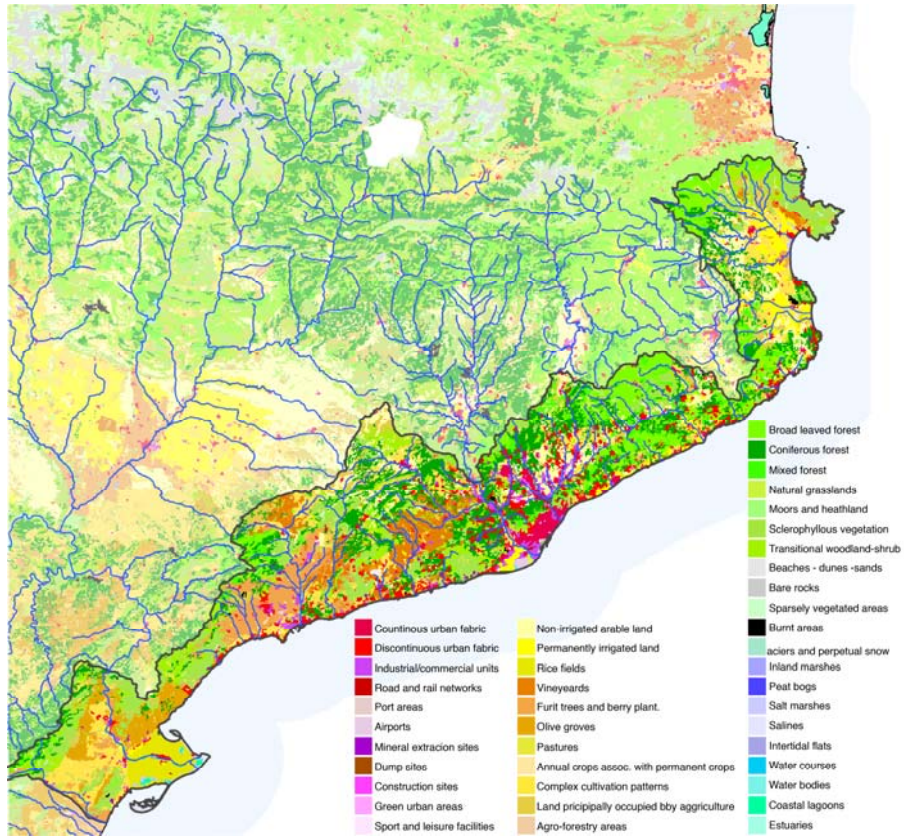 Countinous urban fabric
Discontinuous urban fabric
Industrial/commercial units
Road and rail networks
Port areas
Airports
Mineral extracion sites
Dump sites
Construction sites
Green urban areas
Sport and leisure facilities
Non-irrigated arable land
Permanently irrigated land
Rice fields
Vineyeards
Furit trees and berry plant.
Olive groves
Pastures
Annual crops assoc. with permanent crops
Complex cultivation patterns
Land pricipially occupied bby aggriculture
Agro-forestry areas
Broad leaved forest
Coniferous forest
Mixed forest
Natural grasslands
Moors and heathland
Sclerophyllous vegetation
Transitional woodland-shrub
Beaches - dunes -sands
Bare rocks
Sparsely vegetated areas
Burnt areas
aciers and perpetual snow
Inland marshes
Peat bogs
Salt marshes
Salines
Intertidal flats
Water courses
Water bodies
Coastal lagoons
Estuaries